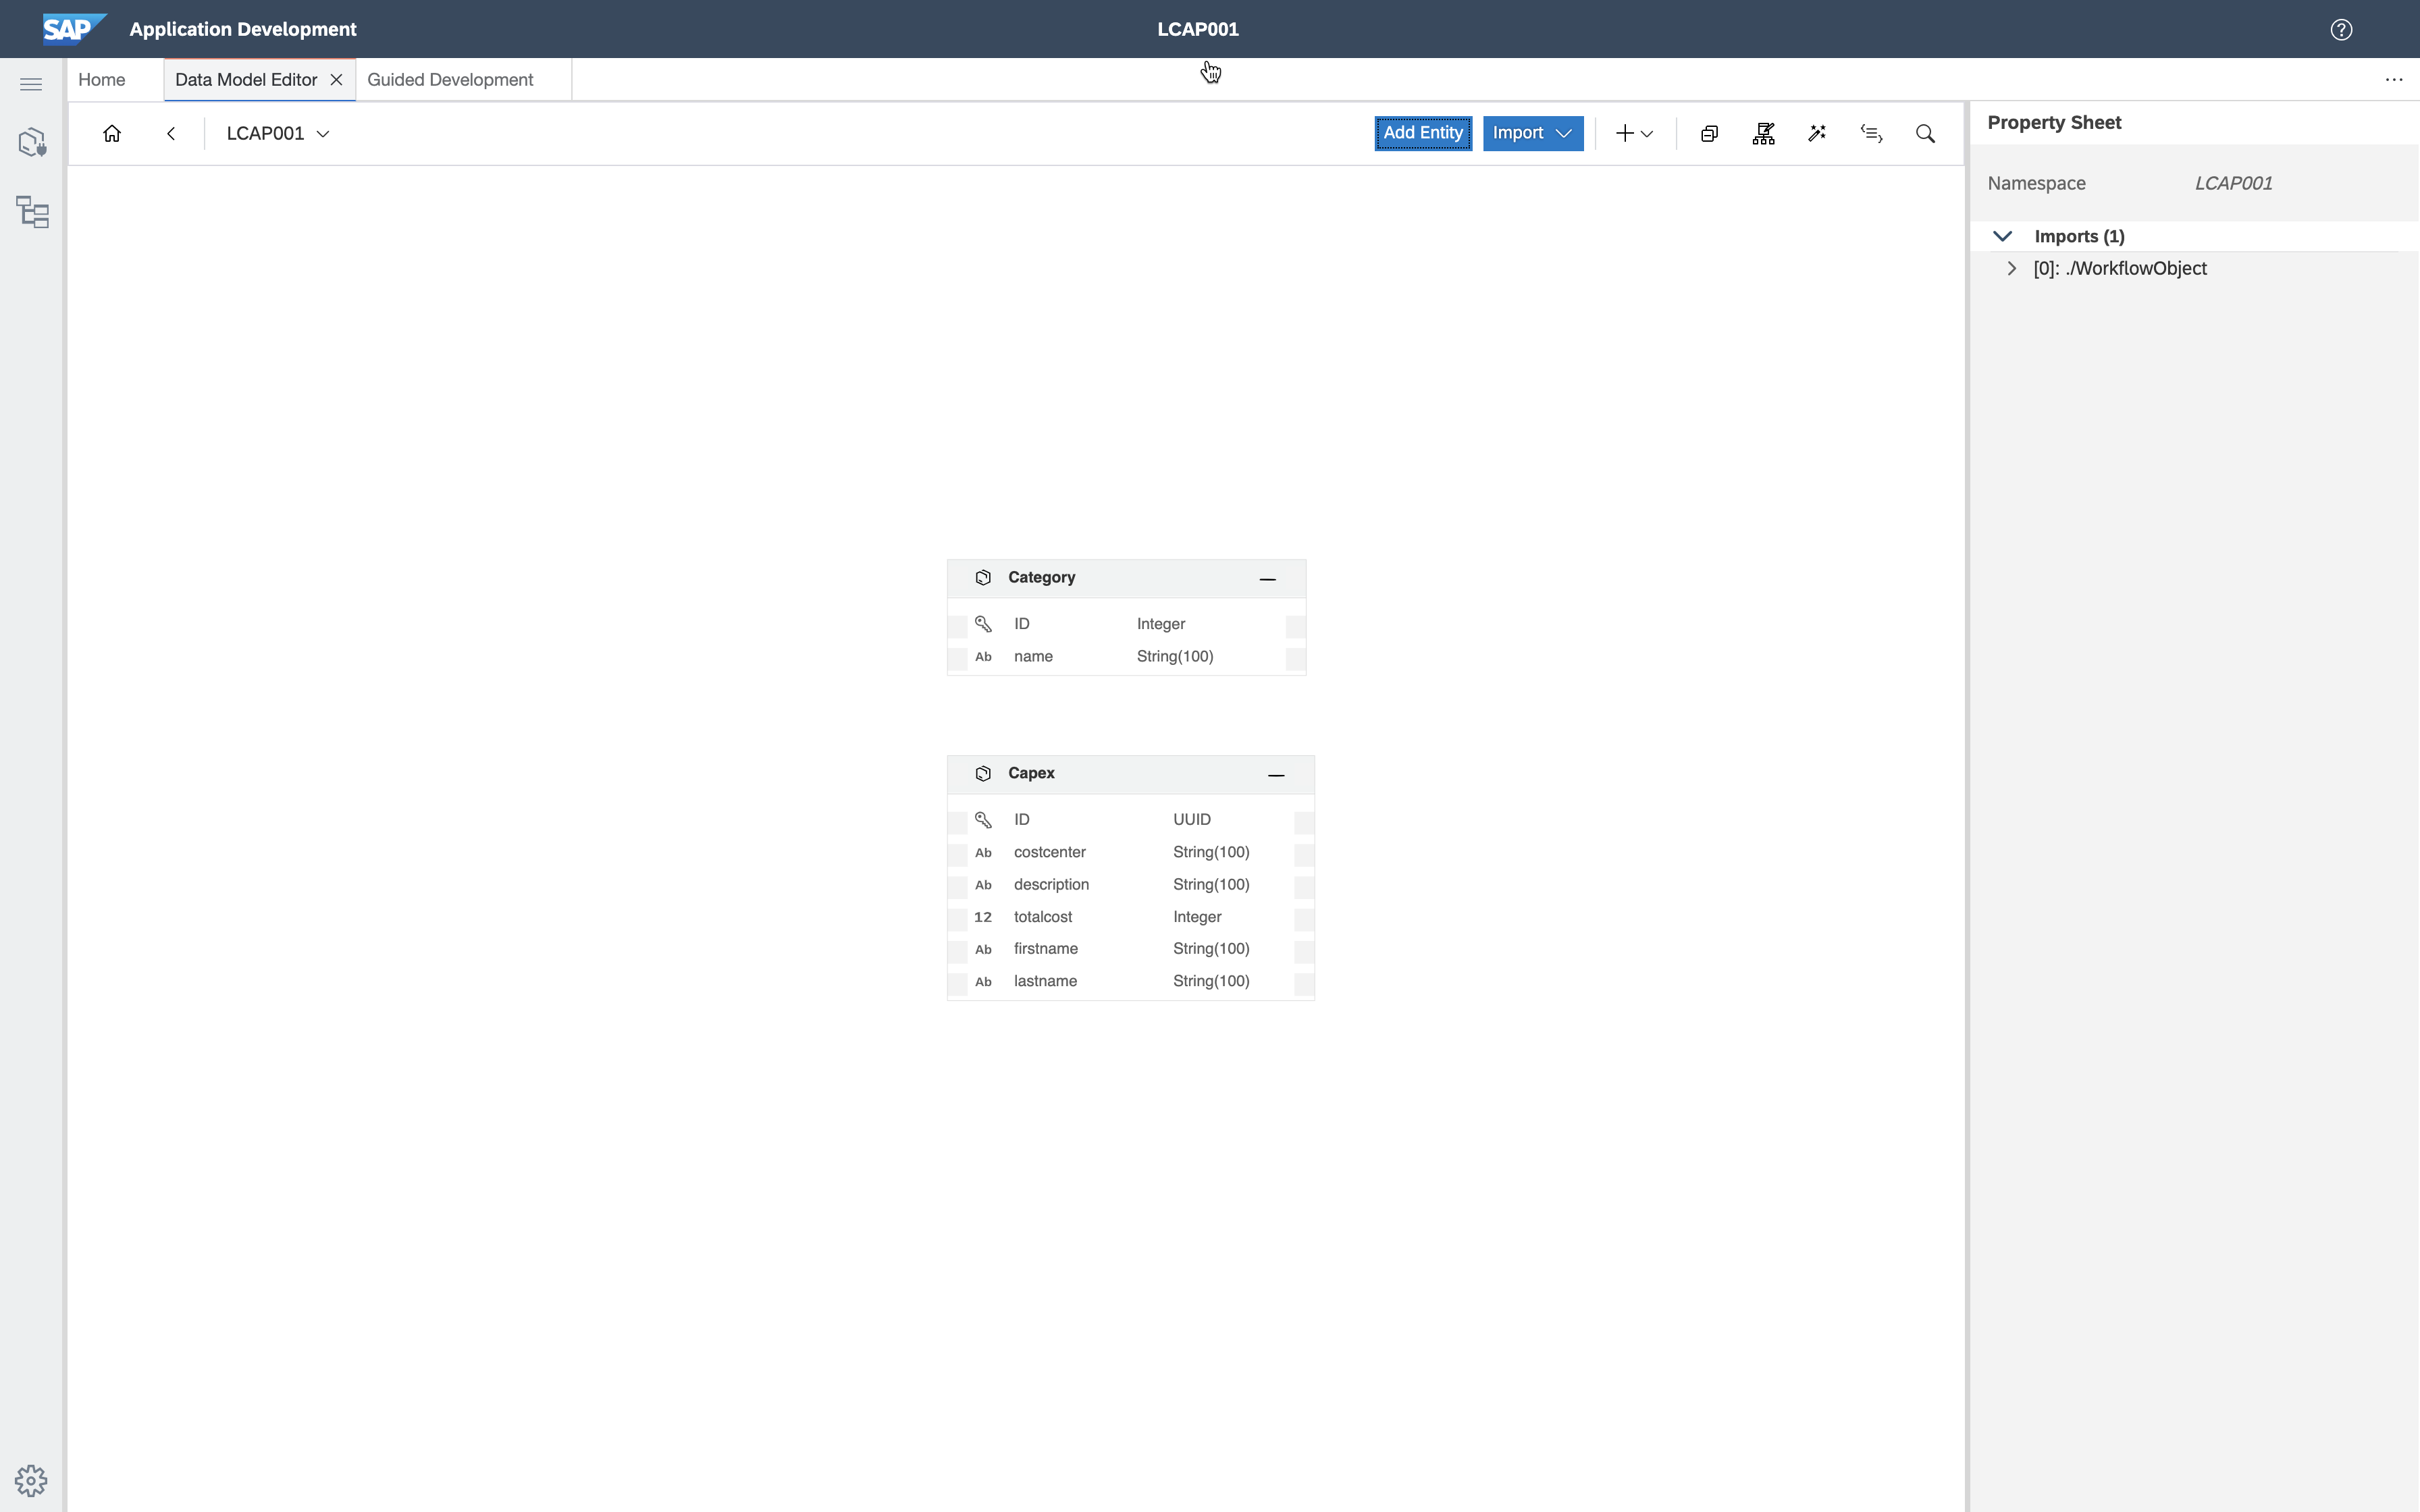 SAP Application Development LCAP001
Home Data Model Editor Guided Development
LCAP001 Add Entity Import
Property Sheet
Namespace LCAP001
Imports (1)
[0]: ./WorkflowObject
Category
ID Integer
Ab name String(100)
Capex
ID UUID
Ab costcenter String(100)
Ab description String(100)
12 totalcost Integer
Ab firstname String(100)
Ab lastname String(100)